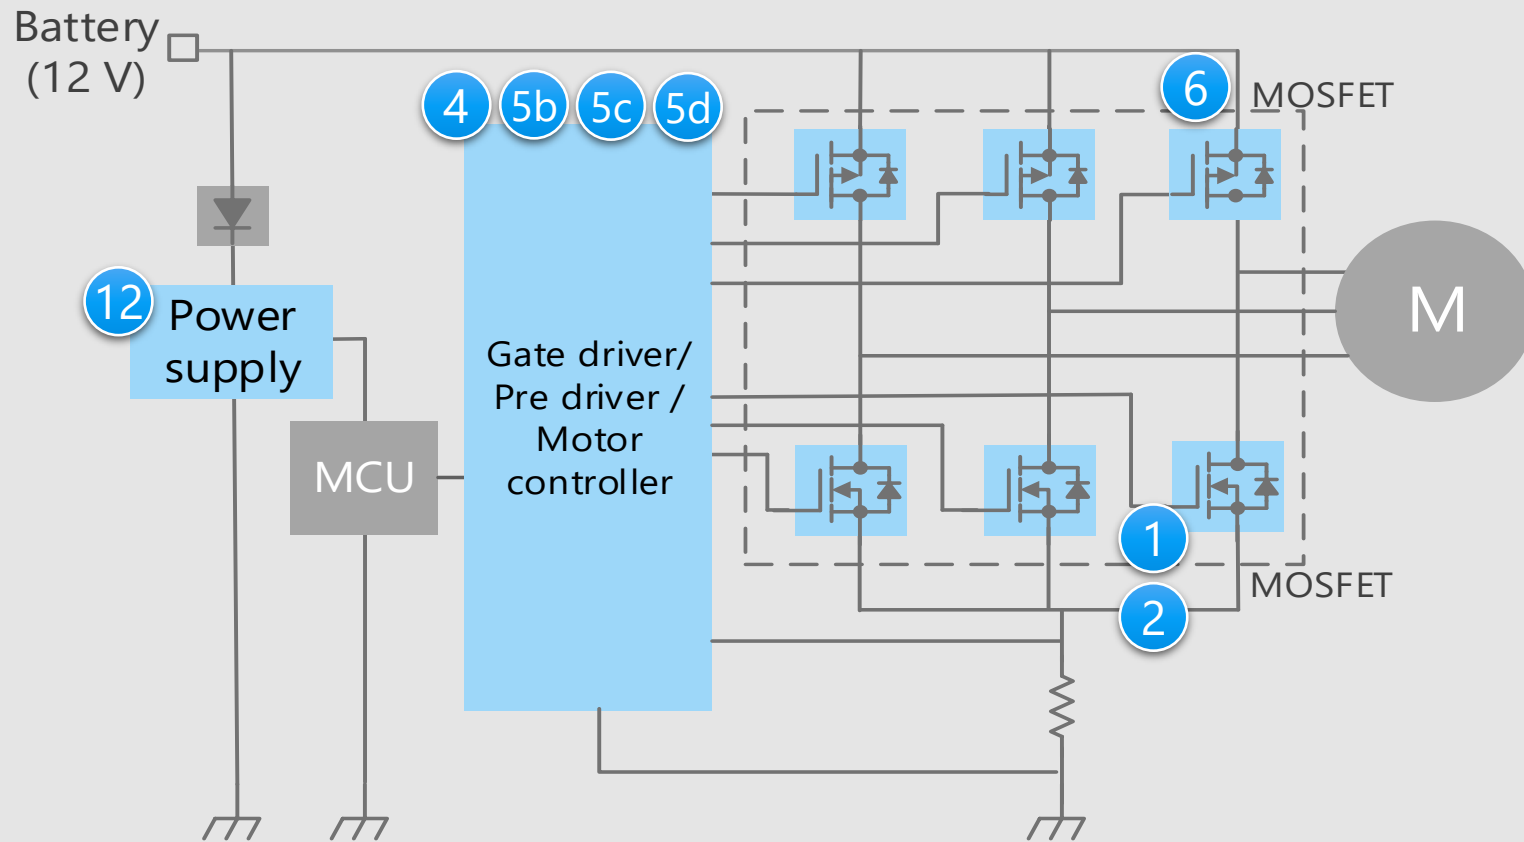 Battery
(12 V)
4
5b
5c
5d
6
MOSFET
12
Power
supply
Gate driver/
Pre driver /
Motor
controller
M
MCU
1
MOSFET
2